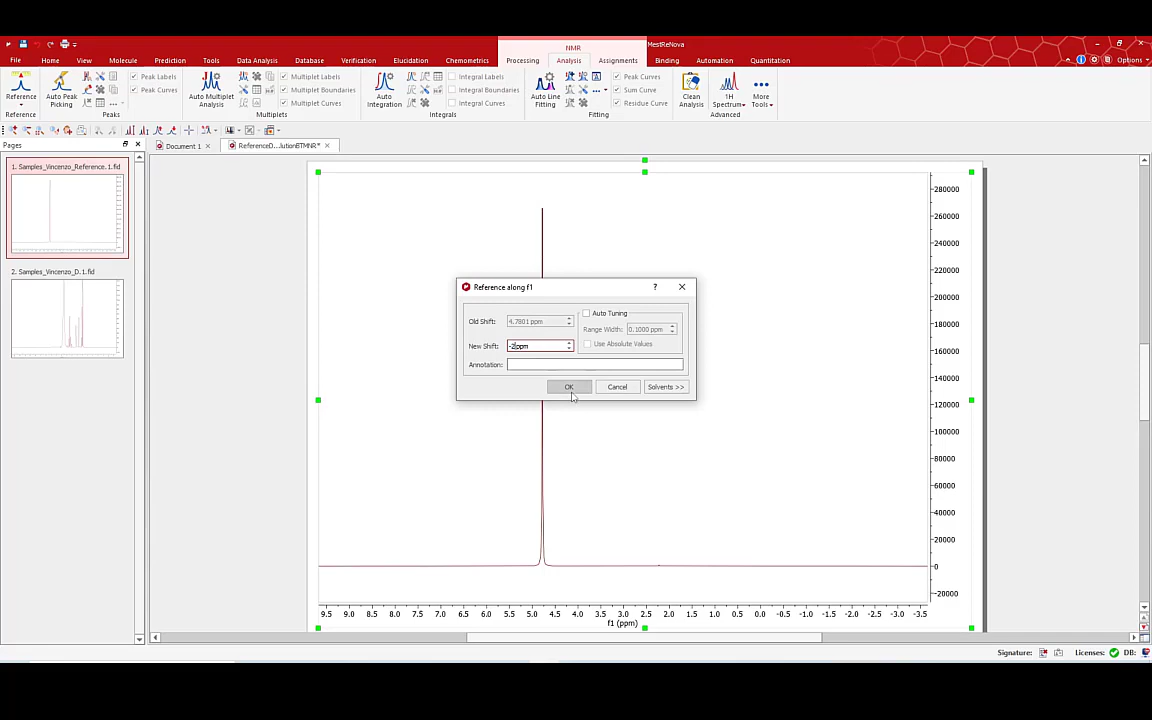 NMR
MestReNova
File Home View Molecule Prediction Tools Data Analysis Database Verification Elucidation Chemometrics Processing Analysis Assignments Binding Automation Quantitation Options
Reference
Auto Peak Picking
Peak Labels
Peak Curves
Peaks
Auto Multiplet Analysis
Multiplet Labels
Multiplet Boundaries
Multiplet Curves
Multiplets
Auto Integration
Integral Labels
Integral Boundaries
Integral Curves
Integrals
Auto Line Fitting
Peak Curves
Sum Curve
Residue Curve
Fitting
Clean Analysis
1H Spectrum
More Tools
Advanced
Reference
Pages
Document 1
ReferenceD...lutionBTMNR*
1. Samples_Vincenzo_Reference.1.fid
2. Samples_Vincenzo_D.1.fid
Reference along f1
Old Shift: 4.7801 ppm
New Shift: -2 ppm
Annotation:
Auto Tuning
Range Width: 0.1000 ppm
Use Absolute Values
OK Cancel Solvents >>
280000
260000
240000
220000
200000
180000
160000
140000
120000
100000
80000
60000
40000
20000
0
-20000
9.5 9.0 8.5 8.0 7.5 7.0 6.5 6.0 5.5 5.0 4.5 4.0 3.5 3.0 2.5 2.0 1.5 1.0 0.5 0.0 -0.5 -1.0 -1.5 -2.0 -2.5 -3.0 -3.5
f1 (ppm)
Signature: Licenses: DB: